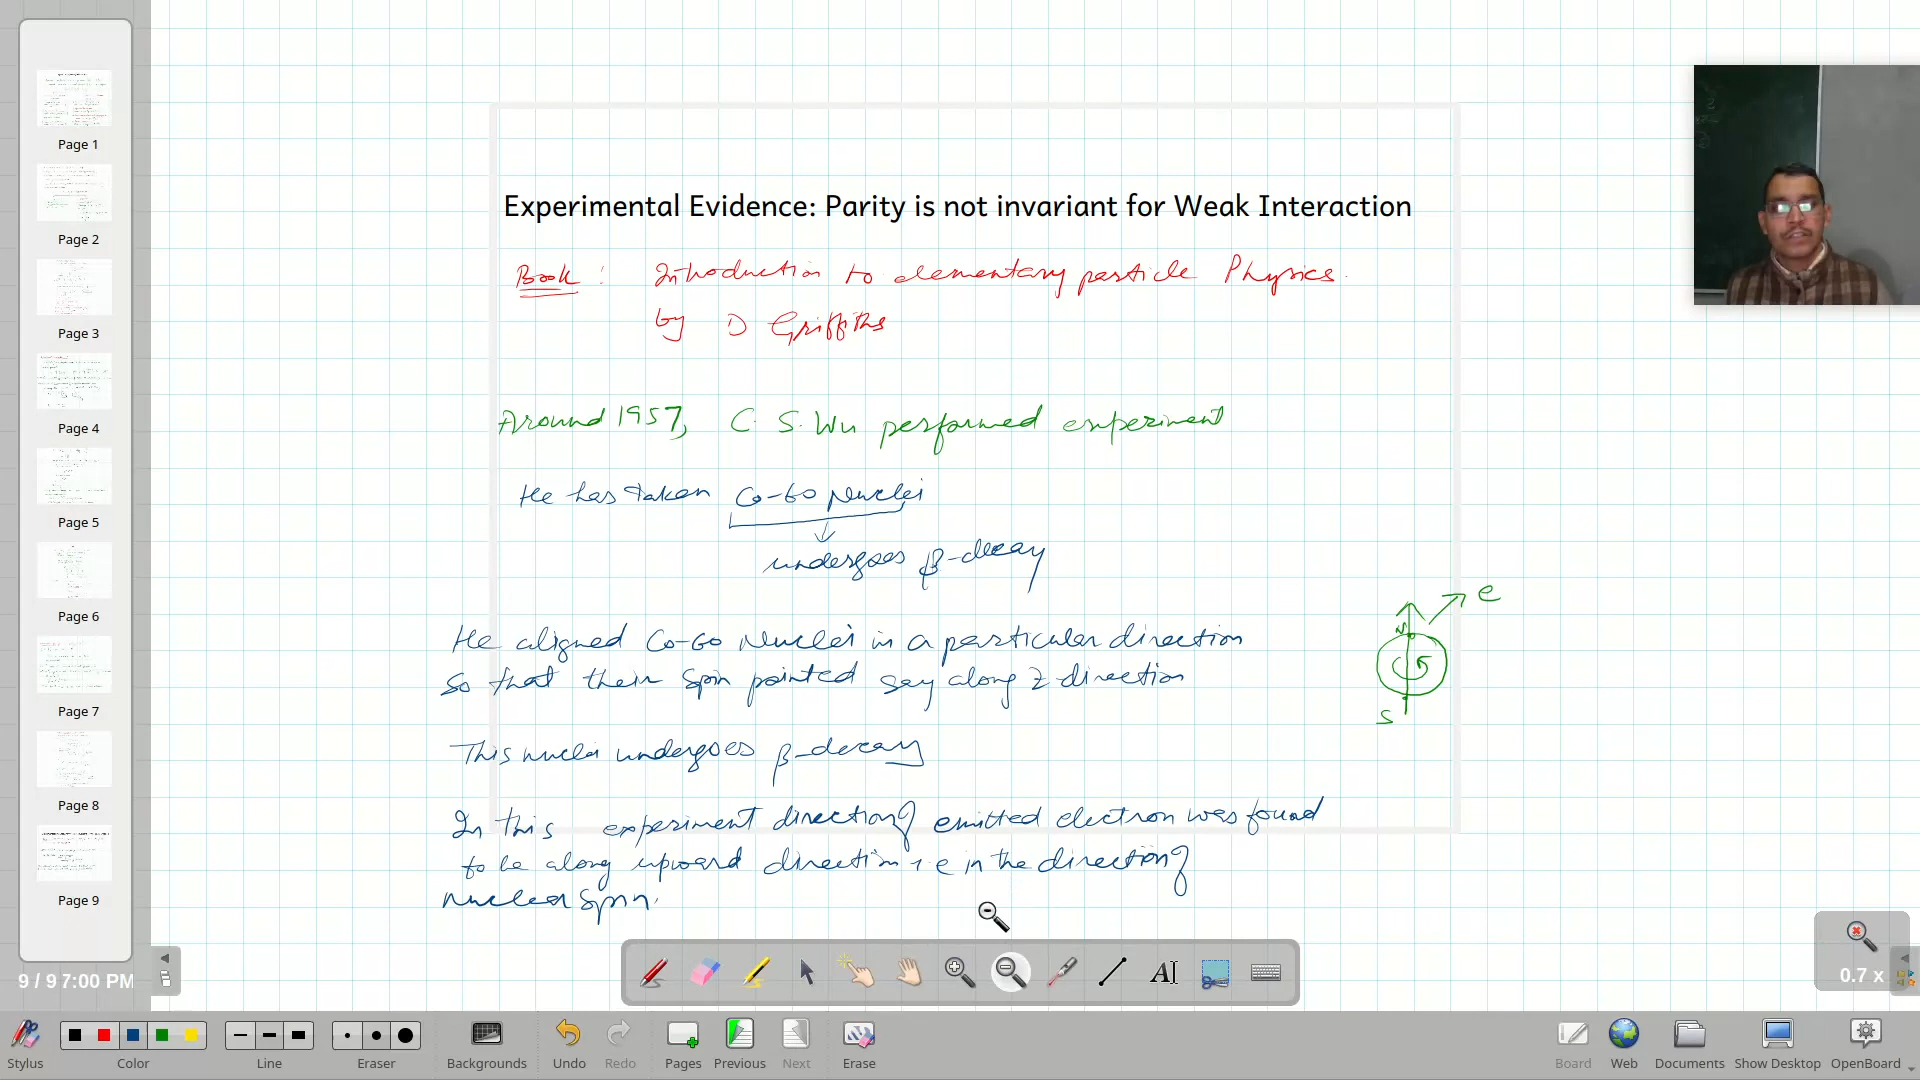 Experimental Evidence: Parity is not invariant for Weak Interaction
Book : Introduction to elementary particle Physics.
by D Griffiths
Around 1957, C. S. Wu performed experiment
He has taken Co-60 Nuclei
undergoes β-decay
He aligned Co-60 Nuclei in a particular direction
so that their spin pointed say along z direction
N
e
S
This nuclei undergoes β-decay
In this experiment direction of emitted electron was found
to be along upward direction i.e in the direction of
nuclear spin.
Page 1
Page 2
Page 3
Page 4
Page 5
Page 6
Page 7
Page 8
Page 9
9 / 9 7:00 PM
0.7 x
Stylus
Color
Line
Eraser
Backgrounds
Undo
Redo
Pages
Previous
Next
Erase
Board
Web
Documents
Show Desktop
OpenBoard